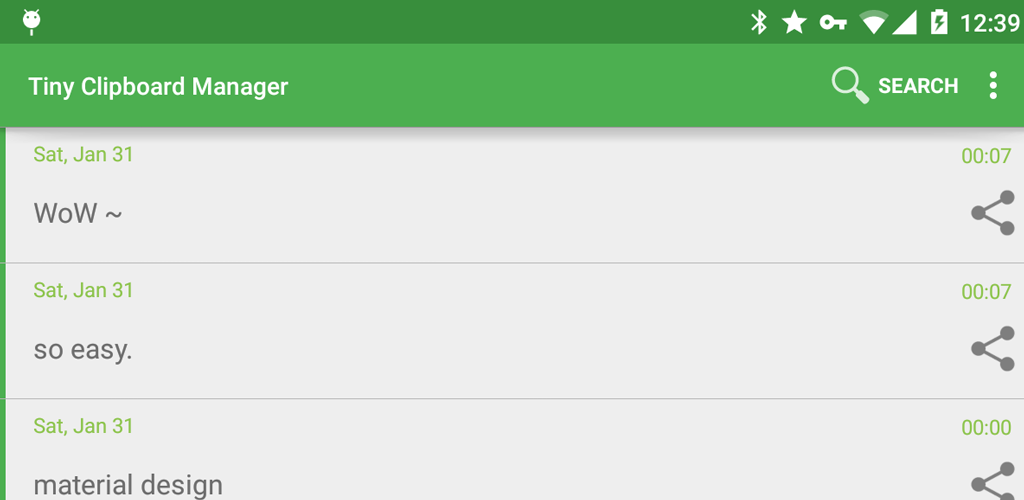 12:39
Tiny Clipboard Manager SEARCH
Sat, Jan 31 00:07
WoW ~
Sat, Jan 31 00:07
so easy.
Sat, Jan 31 00:00
material design